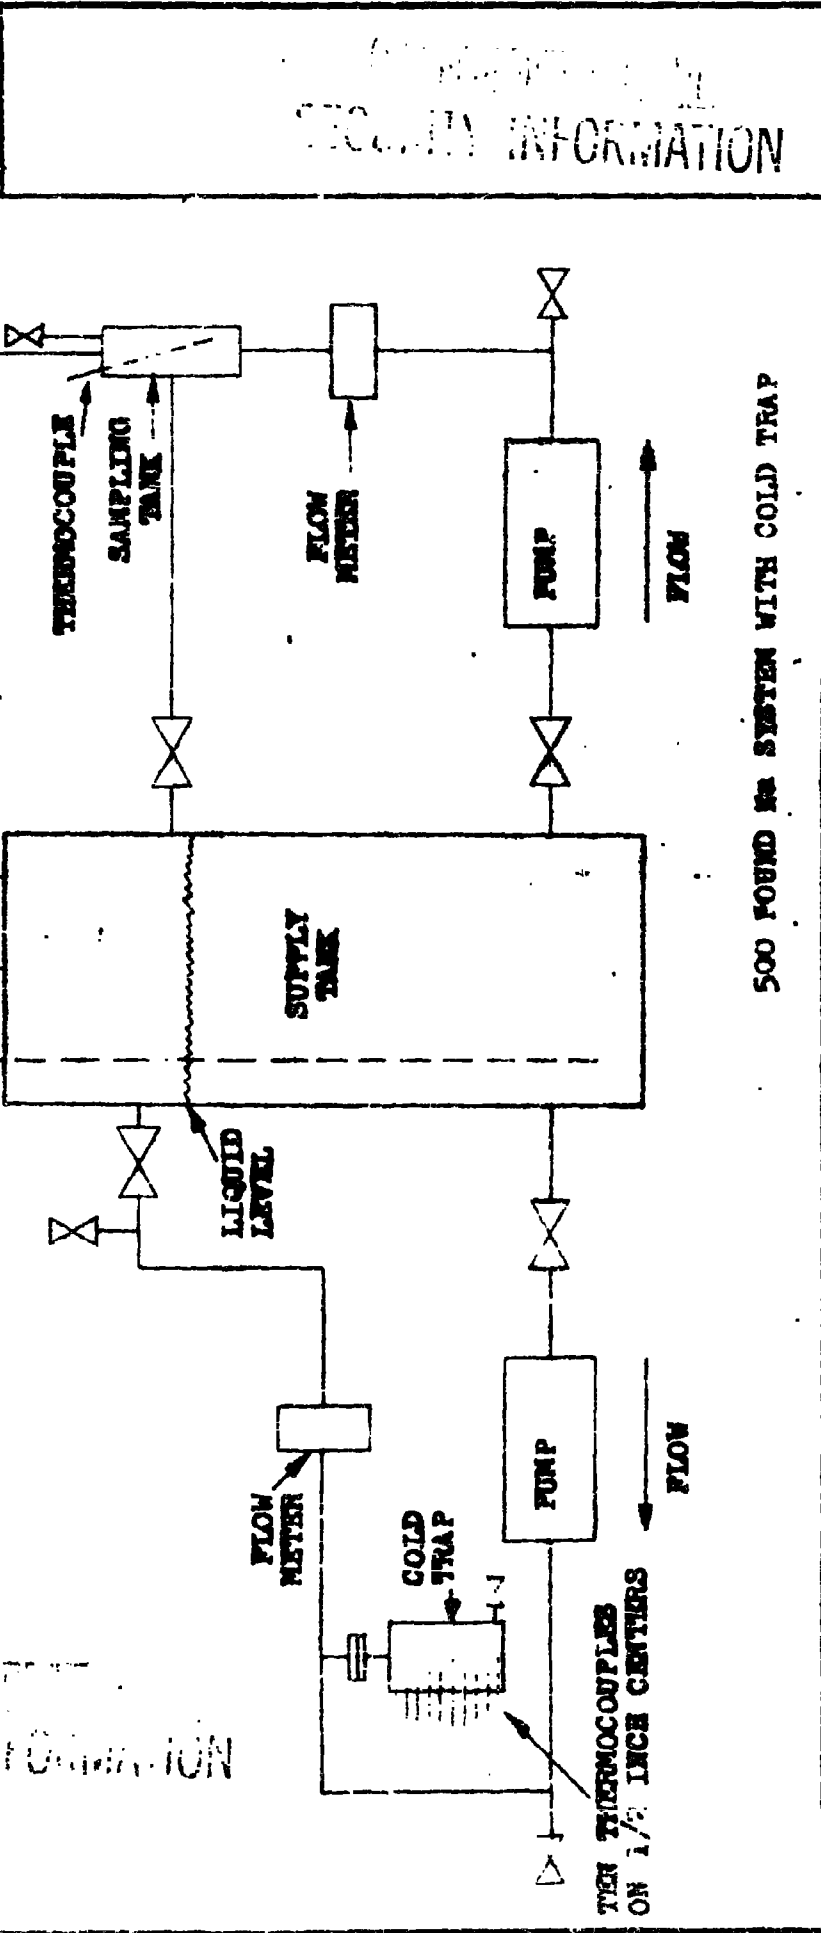 SECURITY INFORMATION
THERMOCOUPLE
SAMPLING
TANK
FLOW
METER
PUMP
FLOW
SUPPLY
TANK
LIQUID
LEVEL
FLOW
METER
COLD
TRAP
PUMP
FLOW
TEN THERMOCOUPLES
ON 1/2 INCH CENTERS
500 POUND Na SYSTEM WITH COLD TRAP
FORMATION